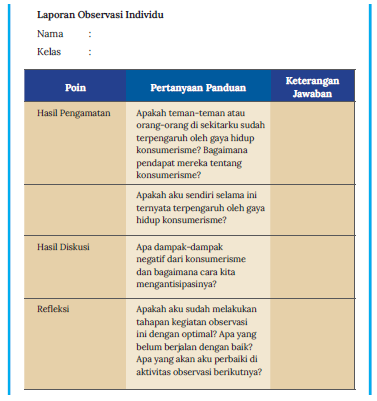 Laporan Observasi Individu
Nama :
Kelas :
Poin
Pertanyaan Panduan
Keterangan
Jawaban
Hasil Pengamatan
Apakah teman-teman atau
orang-orang di sekitarku sudah
terpengaruh oleh gaya hidup
konsumerisme? Bagaimana
pendapat mereka tentang
konsumerisme?
Apakah aku sendiri selama ini
ternyata terpengaruh oleh gaya
hidup konsumerisme?
Hasil Diskusi
Apa dampak-dampak
negatif dari konsumerisme
dan bagaimana cara kita
mengantisipasinya?
Refleksi
Apakah aku sudah melakukan
tahapan kegiatan observasi
ini dengan optimal? Apa yang
belum berjalan dengan baik?
Apa yang akan aku perbaiki di
aktivitas observasi berikutnya?